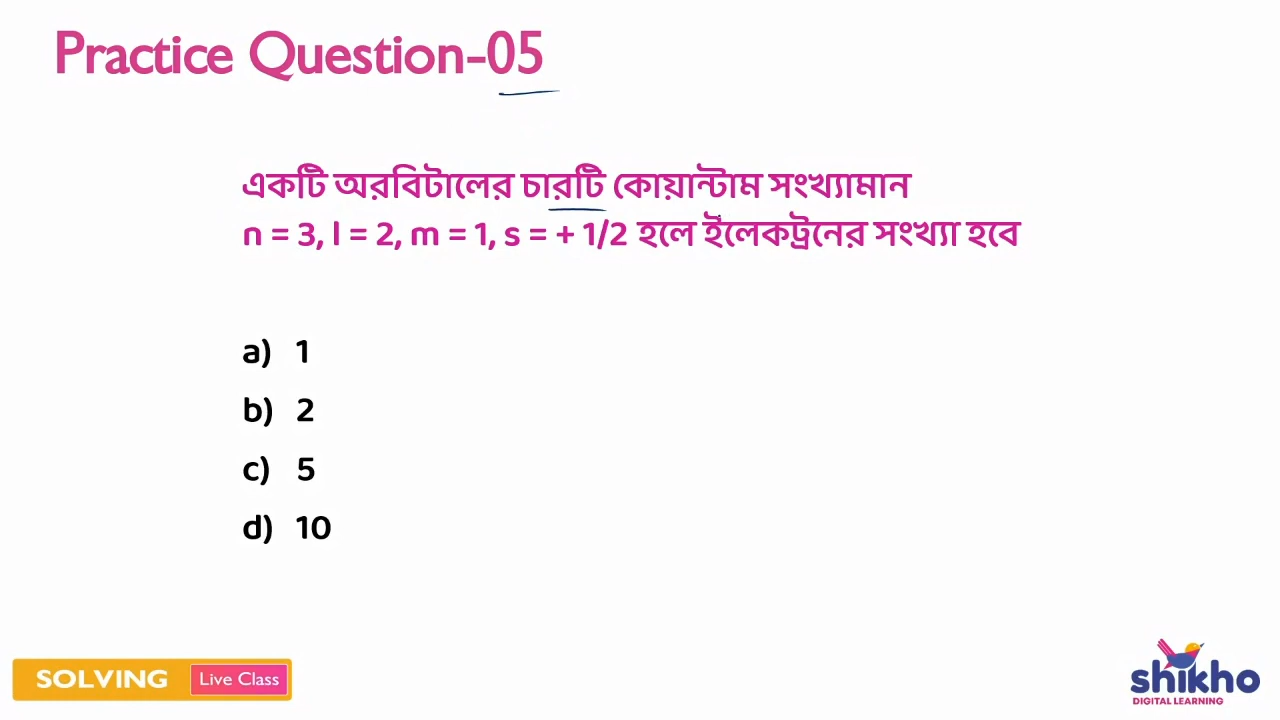 Practice Question-05
একটি অরবিটালের চারটি কোয়ান্টাম সংখ্যামান
n = 3, l = 2, m = 1, s = + 1/2 হলে ইলেকট্রনের সংখ্যা হবে
a) 1
b) 2
c) 5
d) 10
SOLVING Live Class
shikho
DIGITAL LEARNING